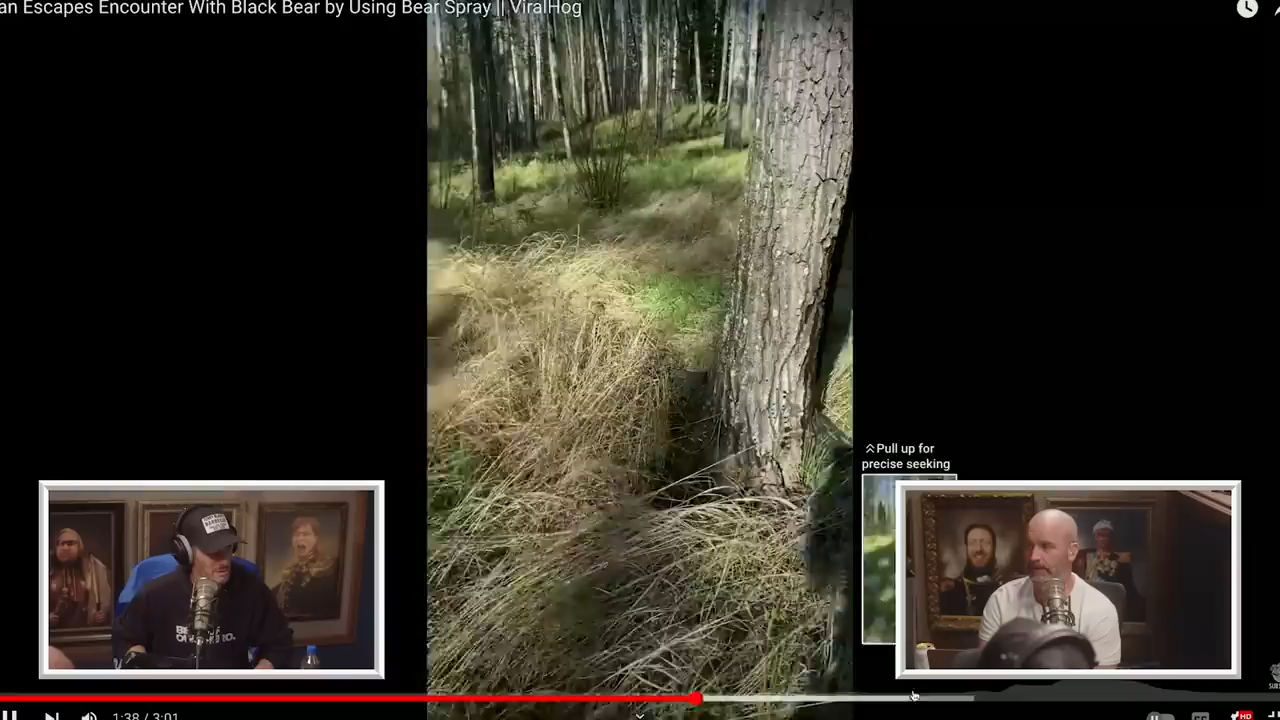 an Escapes Encounter With Black Bear by Using Bear Spray || ViralHog
Pull up for
precise seeking
1:38 / 3:01
HD